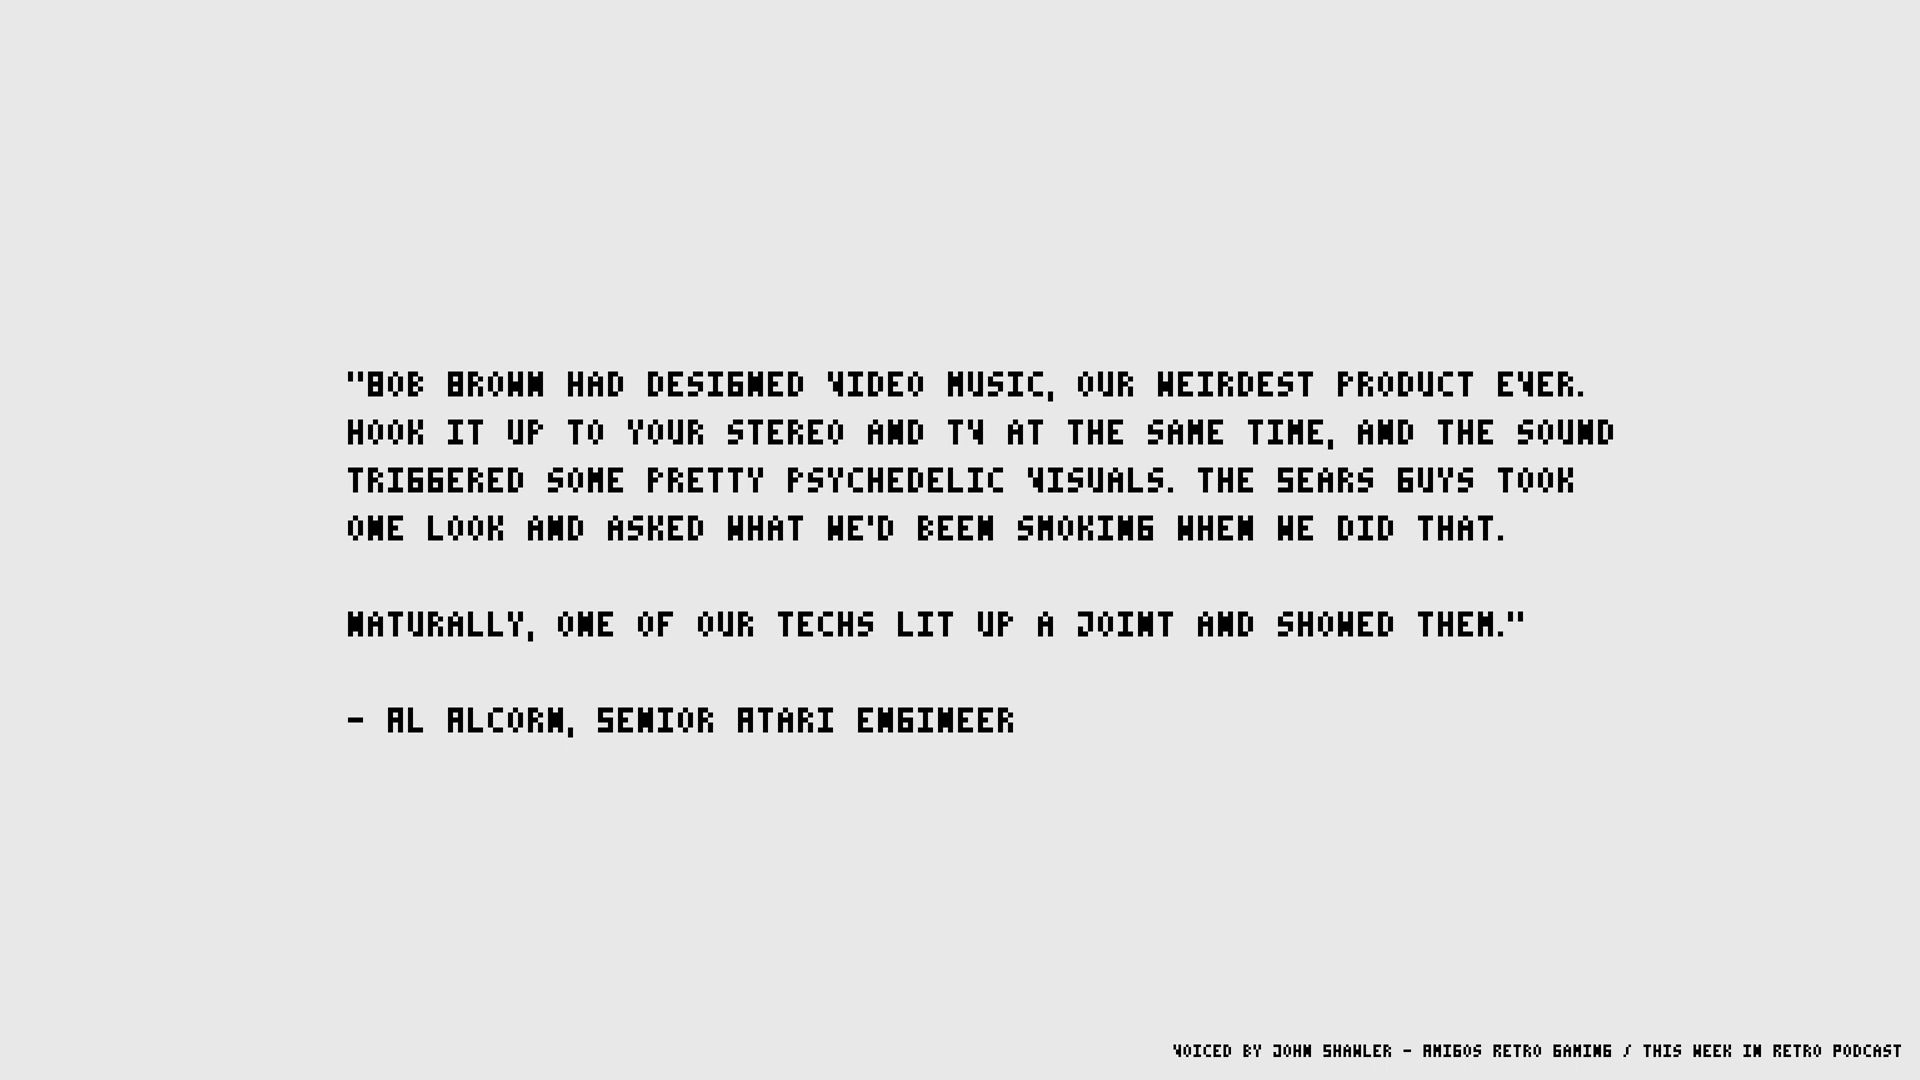 "BOB BROWN HAD DESIGNED VIDEO MUSIC, OUR WEIRDEST PRODUCT EVER.
HOOK IT UP TO YOUR STEREO AND TV AT THE SAME TIME, AND THE SOUND
TRIGGERED SOME PRETTY PSYCHEDELIC VISUALS. THE SEARS GUYS TOOK
ONE LOOK AND ASKED WHAT WE'D BEEN SMOKING WHEN WE DID THAT.
NATURALLY, ONE OF OUR TECHS LIT UP A JOINT AND SHOWED THEM."
- AL ALCORN, SENIOR ATARI ENGINEER
VOICED BY JOHN SHAWLER - AMIGOS RETRO GAMING / THIS WEEK IN RETRO PODCAST